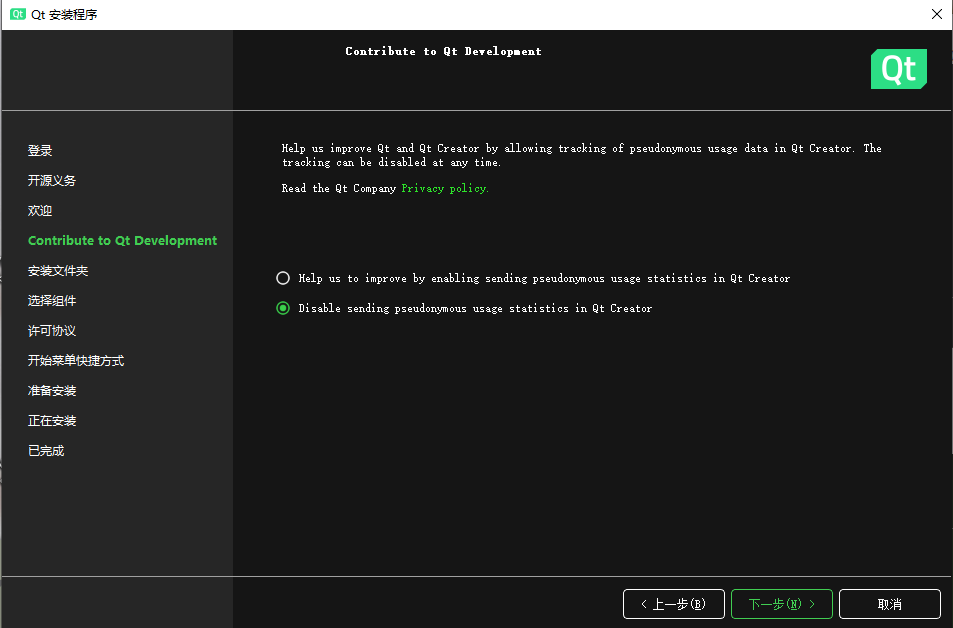 Qt Qt 安装程序
Contribute to Qt Development
Qt
登录
开源义务
欢迎
Contribute to Qt Development
安装文件夹
选择组件
许可协议
开始菜单快捷方式
准备安装
正在安装
已完成
Help us improve Qt and Qt Creator by allowing tracking of pseudonymous usage data in Qt Creator. The
tracking can be disabled at any time.
Read the Qt Company Privacy policy.
Help us to improve by enabling sending pseudonymous usage statistics in Qt Creator
Disable sending pseudonymous usage statistics in Qt Creator
< 上一步(B)
下一步(N) >
取消